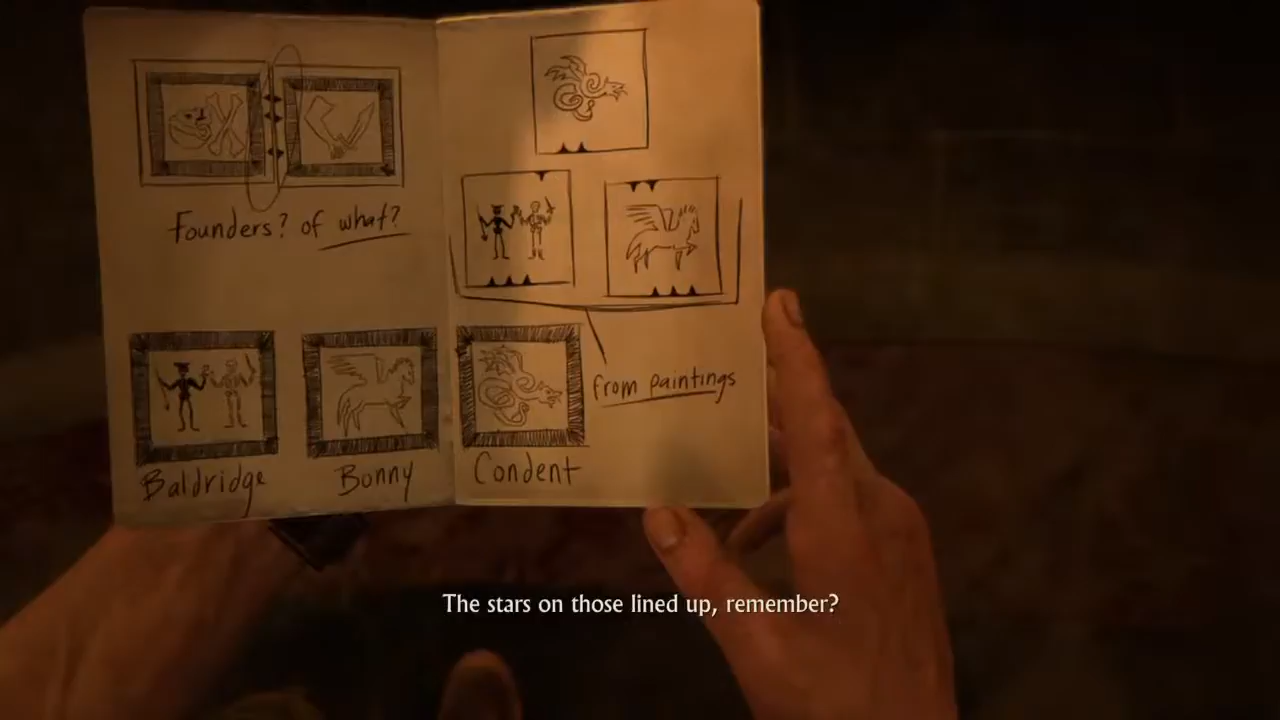 Founders? of what?
from paintings
Baldridge
Bonny
Condent
The stars on those lined up, remember?